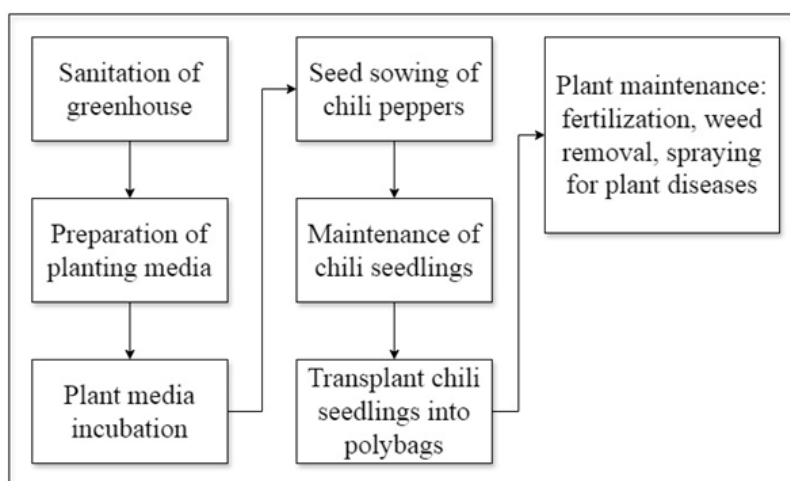 Sanitation of
greenhouse
Preparation of
planting media
Plant media
incubation
Seed sowing of
chili peppers
Maintenance of
chili seedlings
Transplant chili
seedlings into
polybags
Plant maintenance:
fertilization, weed
removal, spraying
for plant diseases